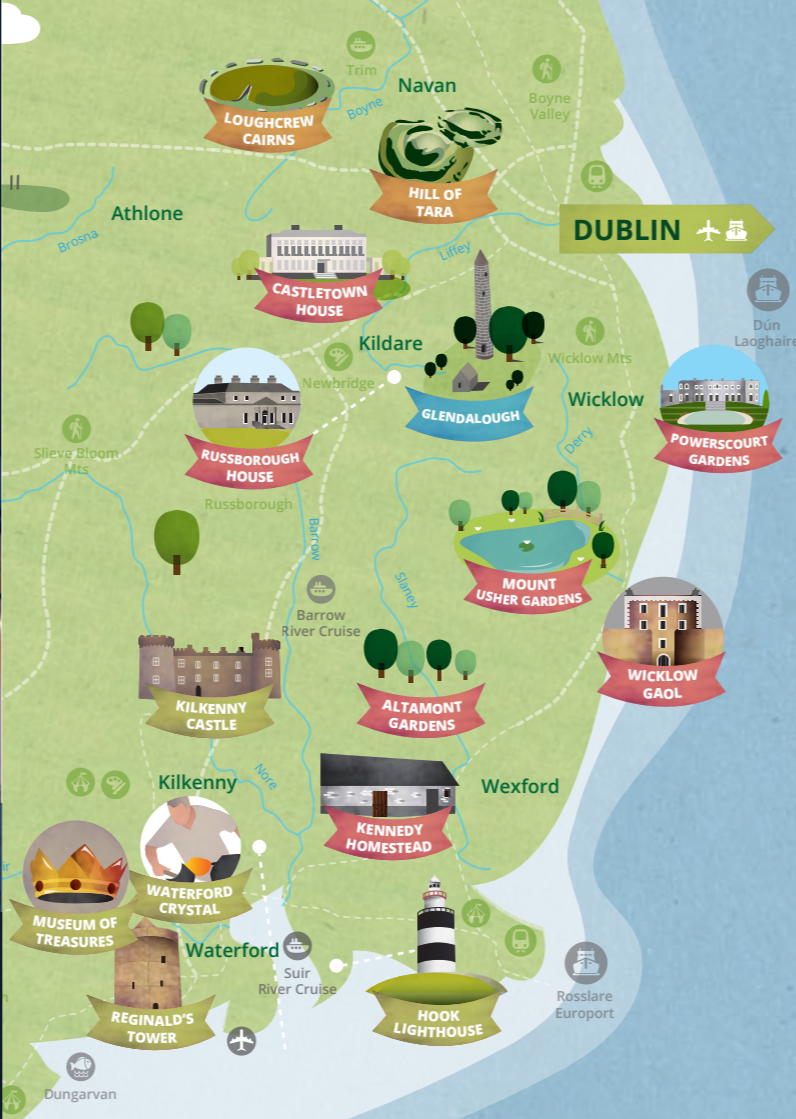 Trim
Navan
Boyne
Valley
Boyne
LOUGHCREW
CAIRNS
HILL OF
TARA
Athlone
Brosna
DUBLIN
Liffey
CASTLETOWN
HOUSE
Dún
Laoghaire
Kildare
Wicklow Mts
Newbridge
Wicklow
GLENDALOUGH
POWERSCOURT
GARDENS
Derry
Slieve Bloom
Mts
RUSSBOROUGH
HOUSE
Russborough
Barrow
Slaney
MOUNT
USHER GARDENS
Barrow
River Cruise
WICKLOW
GAOL
KILKENNY
CASTLE
ALTAMONT
GARDENS
Kilkenny
Nore
Wexford
KENNEDY
HOMESTEAD
ir
WATERFORD
CRYSTAL
MUSEUM OF
TREASURES
Waterford
Suir
River Cruise
Rosslare
Europort
REGINALD'S
TOWER
HOOK
LIGHTHOUSE
Dungarvan